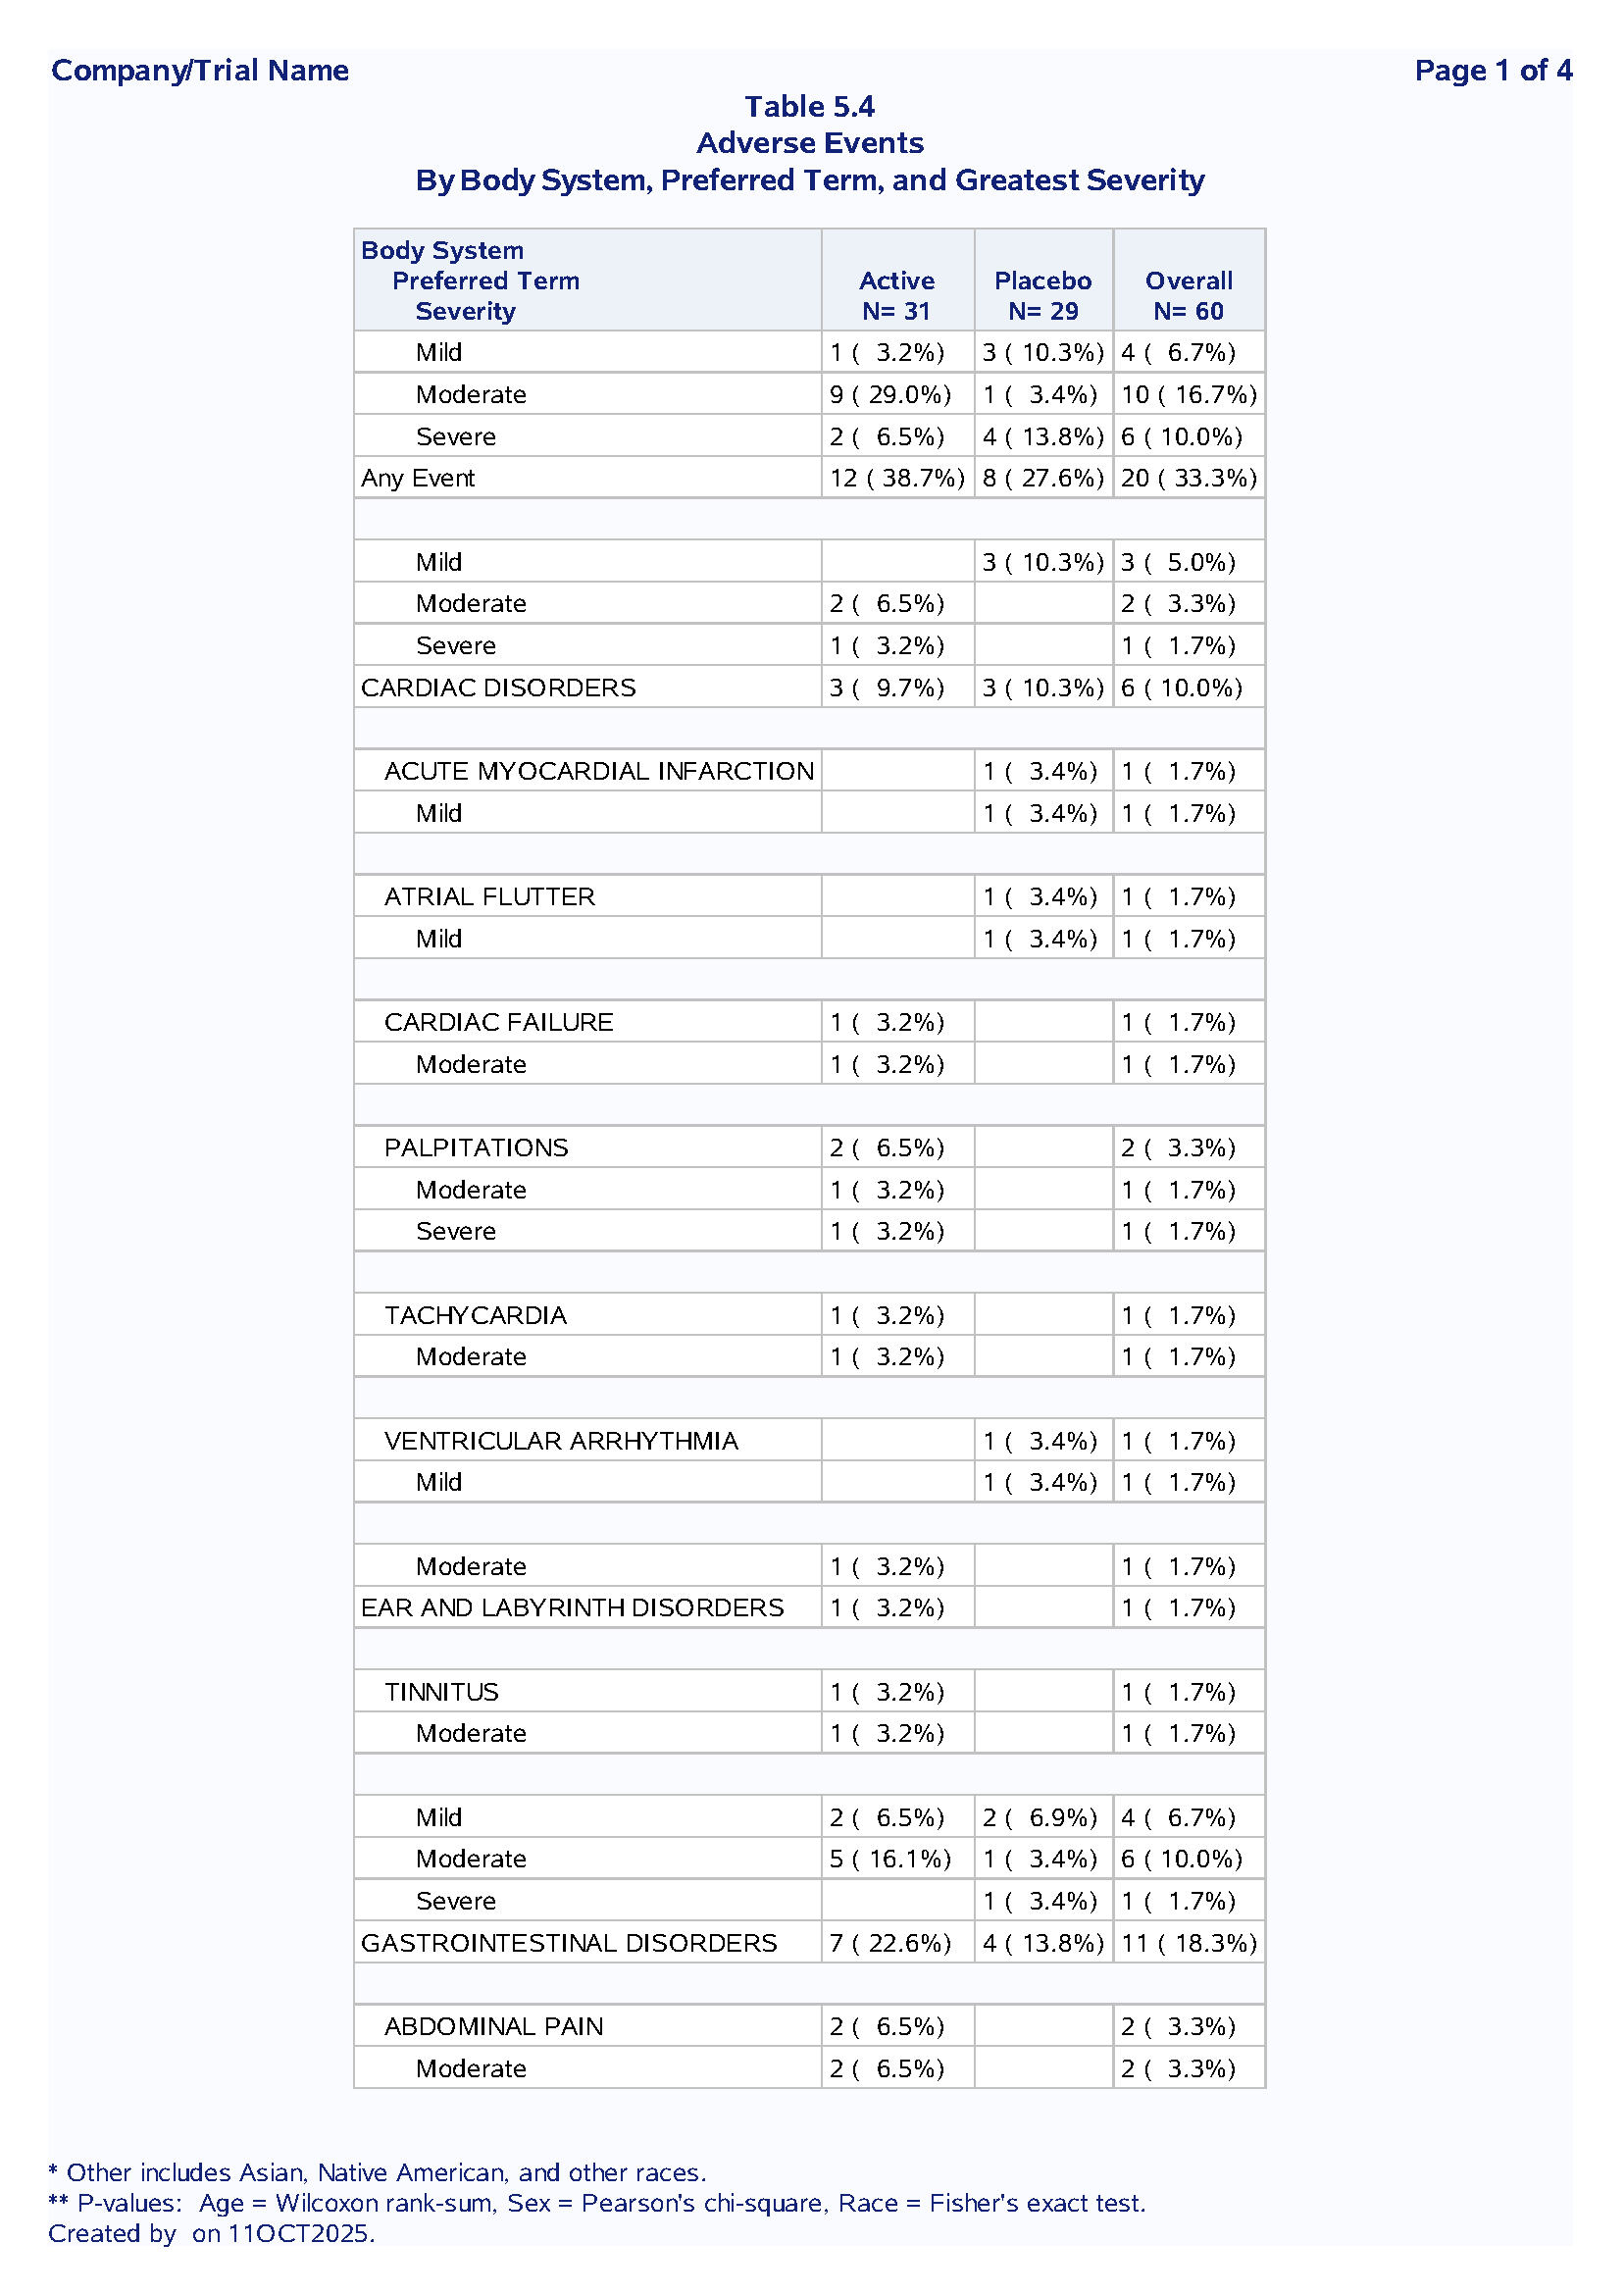 Company/Trial Name Page 1 of 4
Table 5.4
Adverse Events
By Body System, Preferred Term, and Greatest Severity
Body System
Preferred Term Active Placebo Overall
Severity N= 31 N= 29 N= 60
Mild 1 ( 3.2%) 3 ( 10.3%) 4 ( 6.7%)
Moderate 9 ( 29.0%) 1 ( 3.4%) 10 ( 16.7%)
Severe 2 ( 6.5%) 4 ( 13.8%) 6 ( 10.0%)
Any Event 12 ( 38.7%) 8 ( 27.6%) 20 ( 33.3%)
Mild 3 ( 10.3%) 3 ( 5.0%)
Moderate 2 ( 6.5%) 2 ( 3.3%)
Severe 1 ( 3.2%) 1 ( 1.7%)
CARDIAC DISORDERS 3 ( 9.7%) 3 ( 10.3%) 6 ( 10.0%)
ACUTE MYOCARDIAL INFARCTION 1 ( 3.4%) 1 ( 1.7%)
Mild 1 ( 3.4%) 1 ( 1.7%)
ATRIAL FLUTTER 1 ( 3.4%) 1 ( 1.7%)
Mild 1 ( 3.4%) 1 ( 1.7%)
CARDIAC FAILURE 1 ( 3.2%) 1 ( 1.7%)
Moderate 1 ( 3.2%) 1 ( 1.7%)
PALPITATIONS 2 ( 6.5%) 2 ( 3.3%)
Moderate 1 ( 3.2%) 1 ( 1.7%)
Severe 1 ( 3.2%) 1 ( 1.7%)
TACHYCARDIA 1 ( 3.2%) 1 ( 1.7%)
Moderate 1 ( 3.2%) 1 ( 1.7%)
VENTRICULAR ARRHYTHMIA 1 ( 3.4%) 1 ( 1.7%)
Mild 1 ( 3.4%) 1 ( 1.7%)
Moderate 1 ( 3.2%) 1 ( 1.7%)
EAR AND LABYRINTH DISORDERS 1 ( 3.2%) 1 ( 1.7%)
TINNITUS 1 ( 3.2%) 1 ( 1.7%)
Moderate 1 ( 3.2%) 1 ( 1.7%)
Mild 2 ( 6.5%) 2 ( 6.9%) 4 ( 6.7%)
Moderate 5 ( 16.1%) 1 ( 3.4%) 6 ( 10.0%)
Severe 1 ( 3.4%) 1 ( 1.7%)
GASTROINTESTINAL DISORDERS 7 ( 22.6%) 4 ( 13.8%) 11 ( 18.3%)
ABDOMINAL PAIN 2 ( 6.5%) 2 ( 3.3%)
Moderate 2 ( 6.5%) 2 ( 3.3%)
* Other includes Asian, Native American, and other races.
** P-values: Age = Wilcoxon rank-sum, Sex = Pearson's chi-square, Race = Fisher's exact test.
Created by on 11OCT2025.